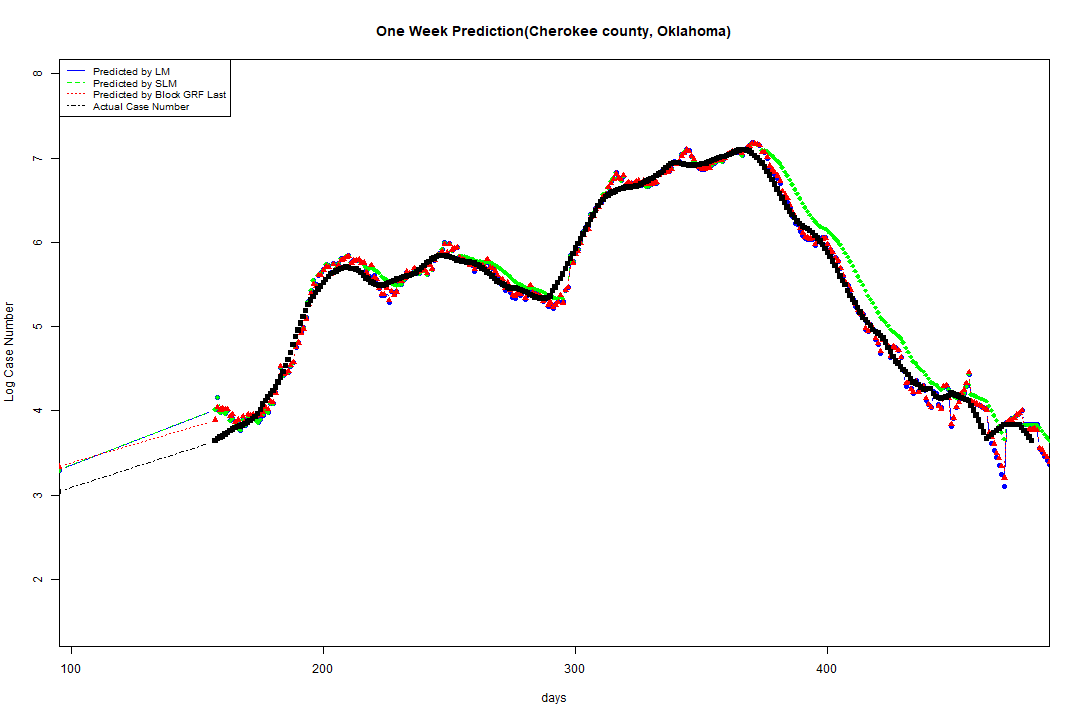 One Week Prediction(Cherokee county, Oklahoma)
Predicted by LM
Predicted by SLM
Predicted by Block GRF Last
Actual Case Number
8
7
6
5
4
3
2
Log Case Number
100 200 300 400
days